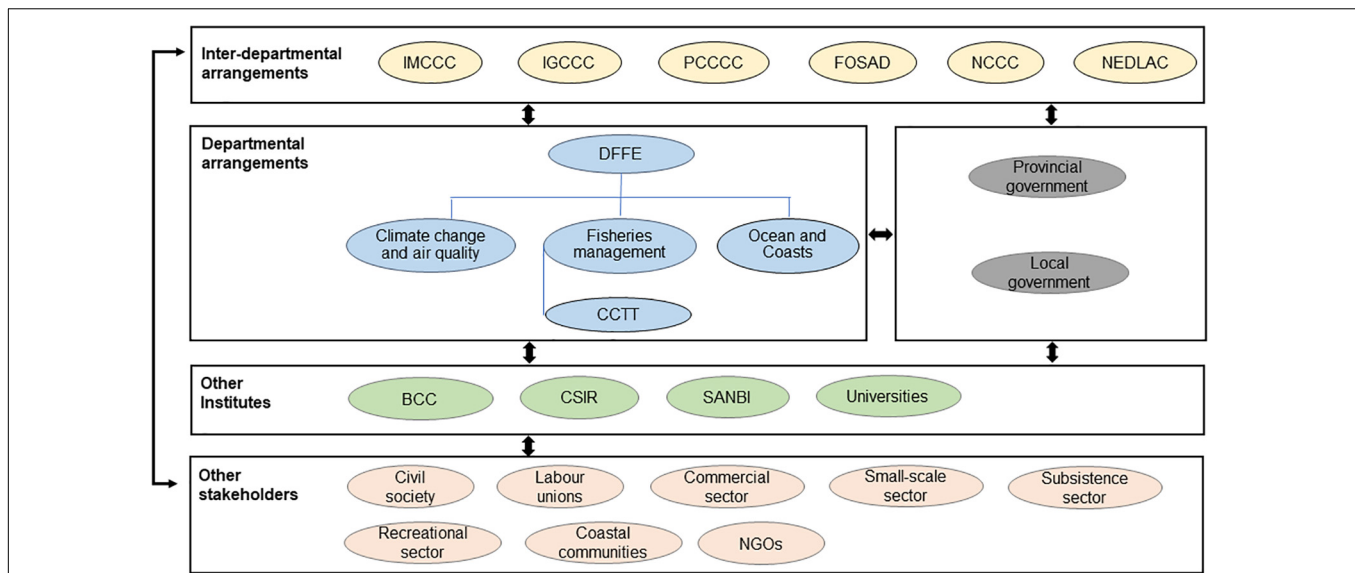 Inter-departmental
arrangements
IMCCC
IGCCC
PCCCC
FOSAD
NCCC
NEDLAC
Departmental
arrangements
DFFE
Climate change
and air quality
Fisheries
management
Ocean and
Coasts
CCTT
Provincial
government
Local
government
Other
Institutes
BCC
CSIR
SANBI
Universities
Other
stakeholders
Civil
society
Labour
unions
Commercial
sector
Small-scale
sector
Subsistence
sector
Recreational
sector
Coastal
communities
NGOs